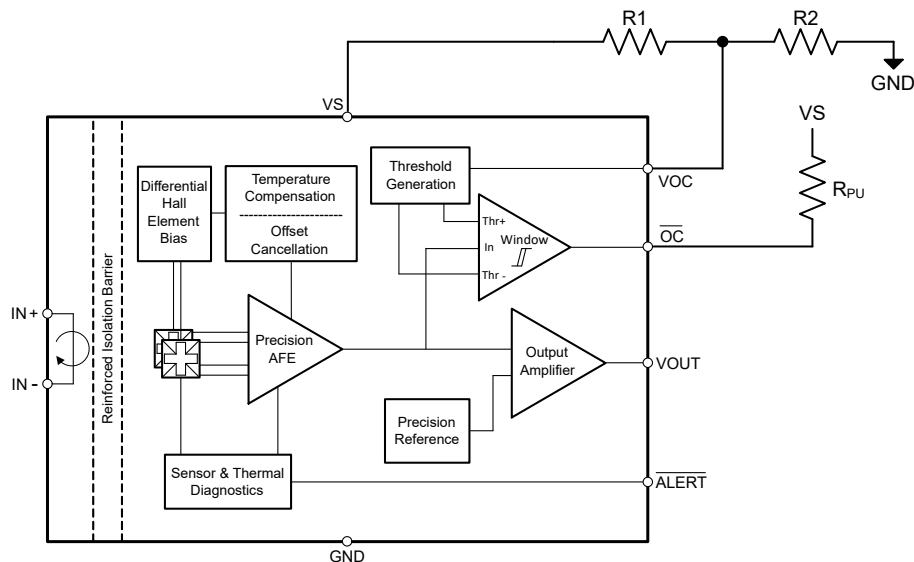 R1
R2
GND
VS
VS
R_PU
Differential
Hall
Element
Bias
Temperature
Compensation
Offset
Cancellation
Threshold
Generation
VOC
Thr+
In
Window
Thr -
OC
Reinforced Isolation Barrier
IN+
IN -
Precision
AFE
Output
Amplifier
VOUT
Precision
Reference
Sensor & Thermal
Diagnostics
ALERT
GND